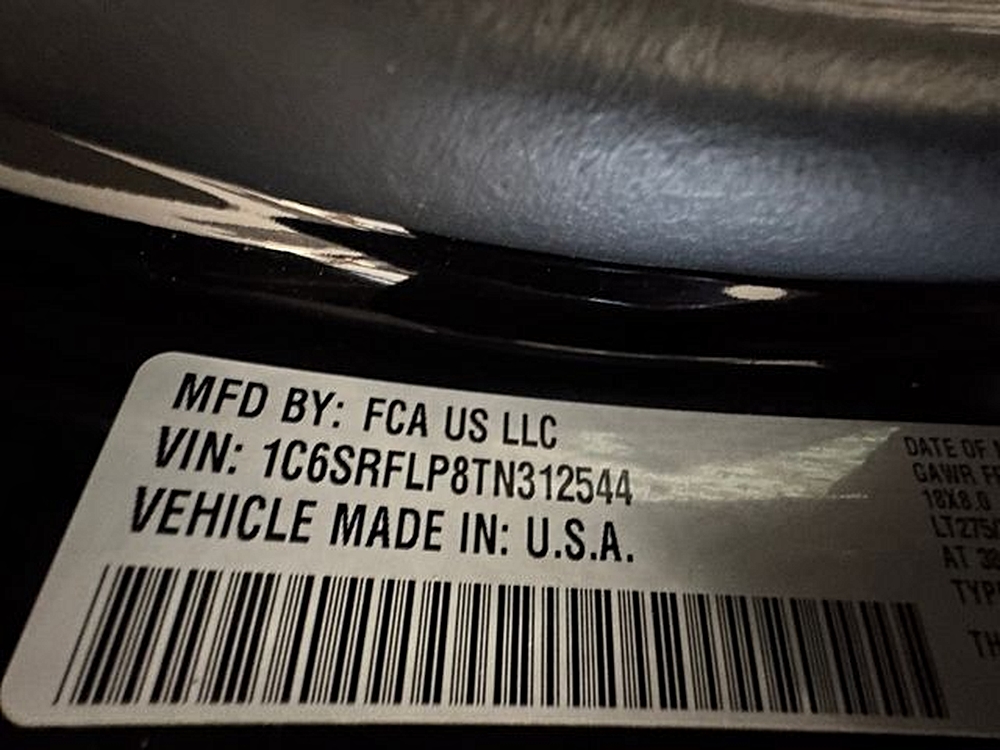 MFD BY: FCA US LLC
VIN: 1C6SRFLP8TN312544
VEHICLE MADE IN: U.S.A.
DATE OF
GAWR
18X8.0
AT